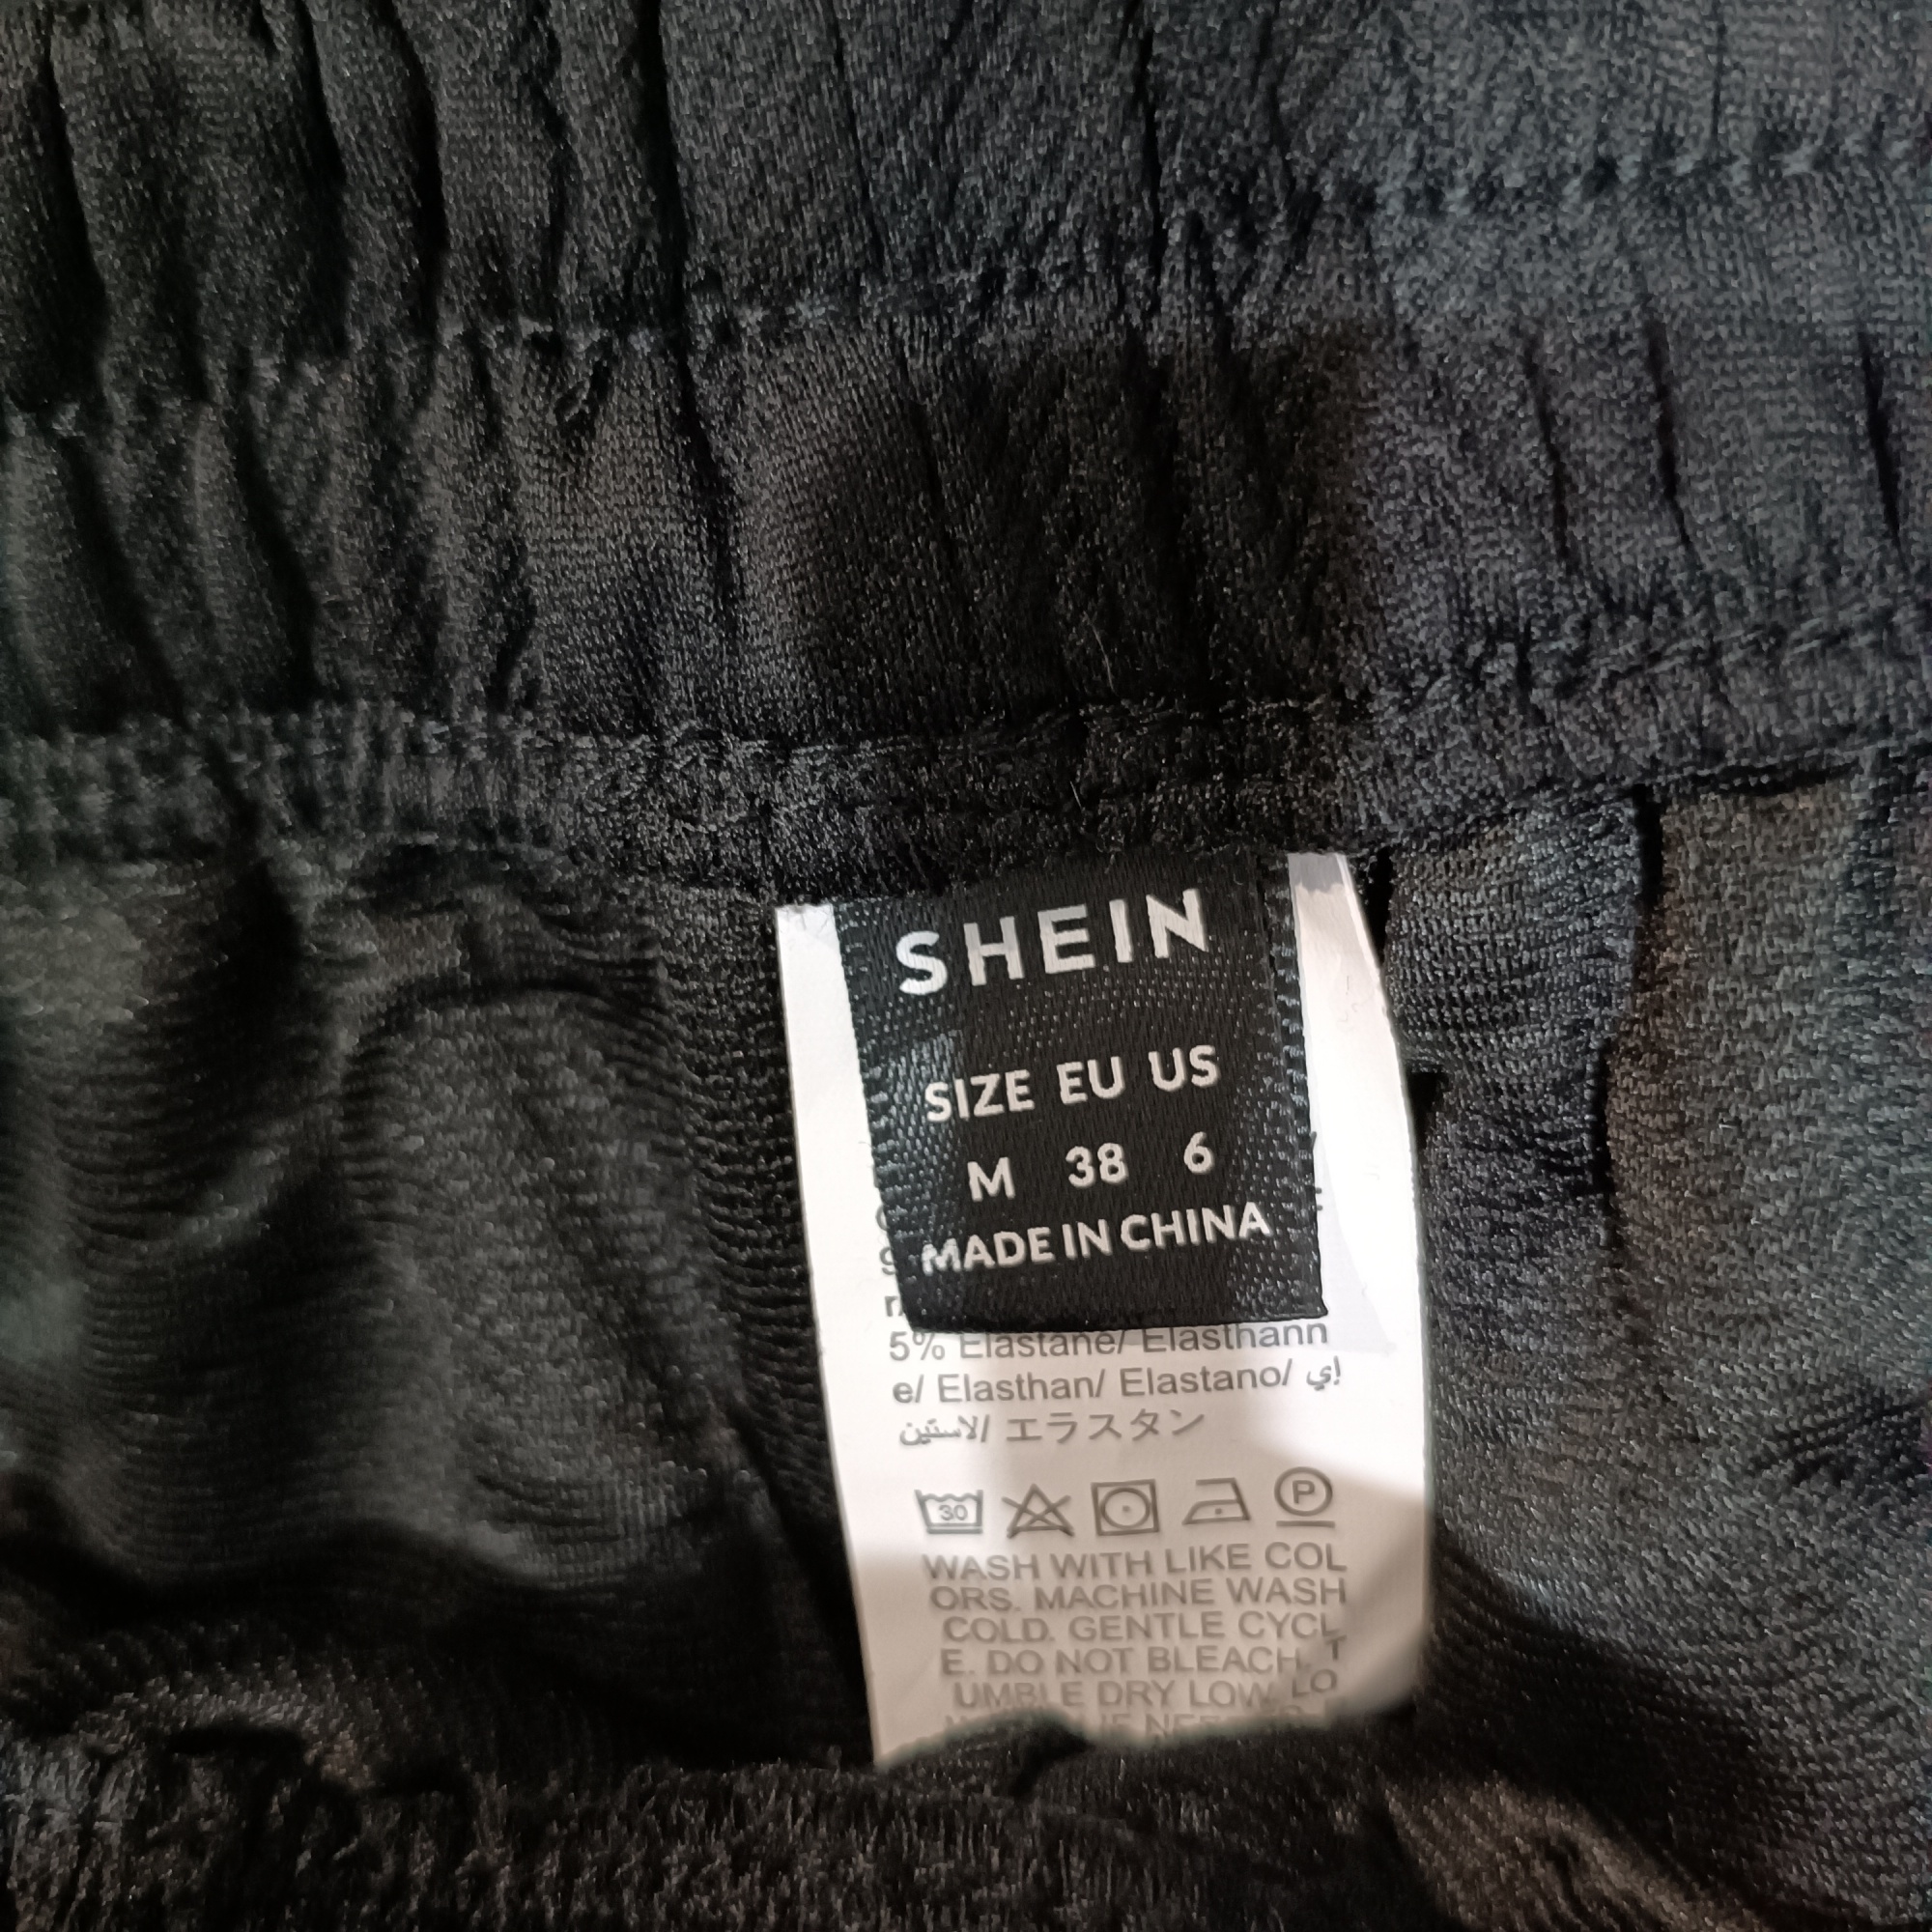 SHEIN
SIZE EU US
M 38 6
MADE IN CHINA
5% Elastane/ Elasthann
e/ Elasthan/ Elastano/ إي
لاستين/ エラスタン
30
P
WASH WITH LIKE COL
ORS. MACHINE WASH
COLD. GENTLE CYCL
E. DO NOT BLEACH. T
UMBLE DRY LOW. LO